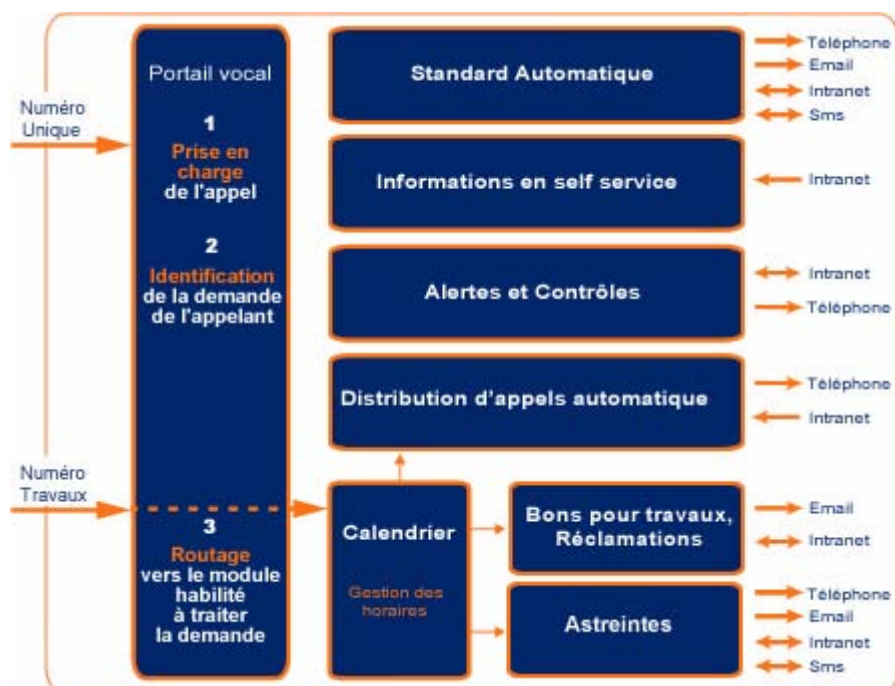 Numéro
Unique
Numéro
Travaux
Portail vocal
1
Prise en
charge
de l'appel
2
Identification
de la demande
de l'appelant
3
Routage
vers le module
habilité
à traiter
la demande
Standard Automatique
Téléphone
Email
Intranet
Sms
Informations en self service
Intranet
Alertes et Contrôles
Intranet
Téléphone
Distribution d'appels automatique
Téléphone
Intranet
Calendrier
Gestion des
horaires
Bons pour travaux,
Réclamations
Email
Intranet
Astreintes
Téléphone
Email
Intranet
Sms